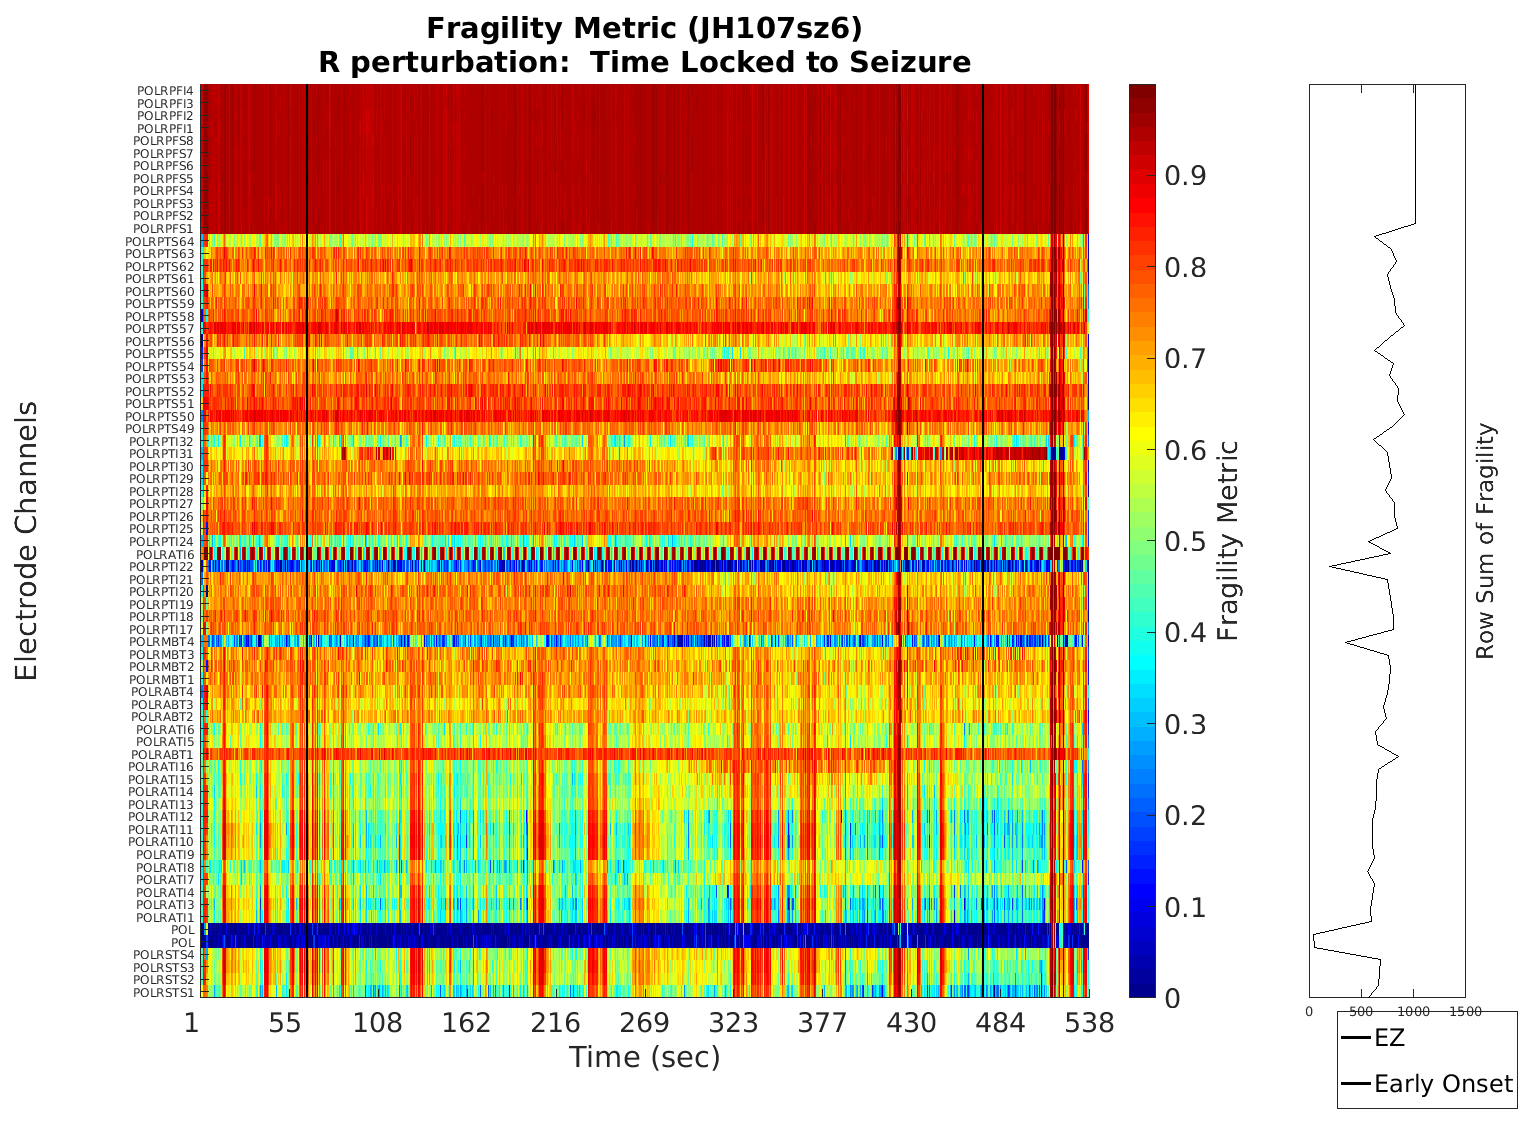 Fragility Metric (JH107sz6)
R perturbation:  Time Locked to Seizure
Electrode Channels
POLRPFI4
POLRPFI3
POLRPFI2
POLRPFI1
POLRPFS8
POLRPFS7
POLRPFS6
POLRPFS5
POLRPFS4
POLRPFS3
POLRPFS2
POLRPFS1
POLRPTS64
POLRPTS63
POLRPTS62
POLRPTS61
POLRPTS60
POLRPTS59
POLRPTS58
POLRPTS57
POLRPTS56
POLRPTS55
POLRPTS54
POLRPTS53
POLRPTS52
POLRPTS51
POLRPTS50
POLRPTS49
POLRPTI32
POLRPTI31
POLRPTI30
POLRPTI29
POLRPTI28
POLRPTI27
POLRPTI26
POLRPTI25
POLRPTI24
POLRATI6
POLRPTI22
POLRPTI21
POLRPTI20
POLRPTI19
POLRPTI18
POLRPTI17
POLRMBT4
POLRMBT3
POLRMBT2
POLRMBT1
POLRABT4
POLRABT3
POLRABT2
POLRATI6
POLRATI5
POLRABT1
POLRATI16
POLRATI15
POLRATI14
POLRATI13
POLRATI12
POLRATI11
POLRATI10
POLRATI9
POLRATI8
POLRATI7
POLRATI4
POLRATI3
POLRATI1
POL
POL
POLRSTS4
POLRSTS3
POLRSTS2
POLRSTS1
1 55 108 162 216 269 323 377 430 484 538
Time (sec)
0.9
0.8
0.7
0.6
0.5
0.4
0.3
0.2
0.1
0
Fragility Metric
Row Sum of Fragility
0 500 1000 1500
EZ
Early Onset